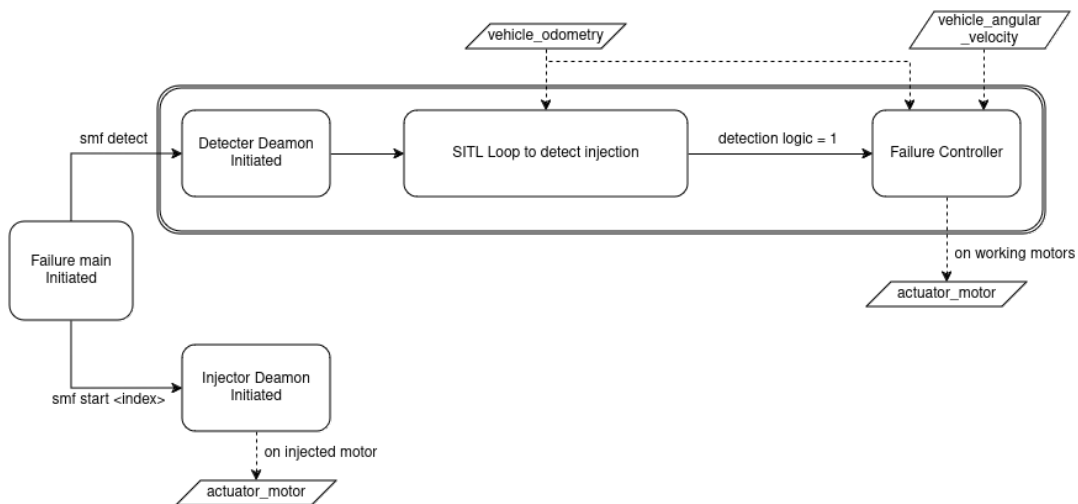 vehicle_odometry
vehicle_angular
_velocity
smf detect
Detecter Deamon
Initiated
SITL Loop to detect injection
detection logic = 1
Failure Controller
Failure main
Initiated
on working motors
actuator_motor
smf start <index>
Injector Deamon
Initiated
on injected motor
actuator_motor